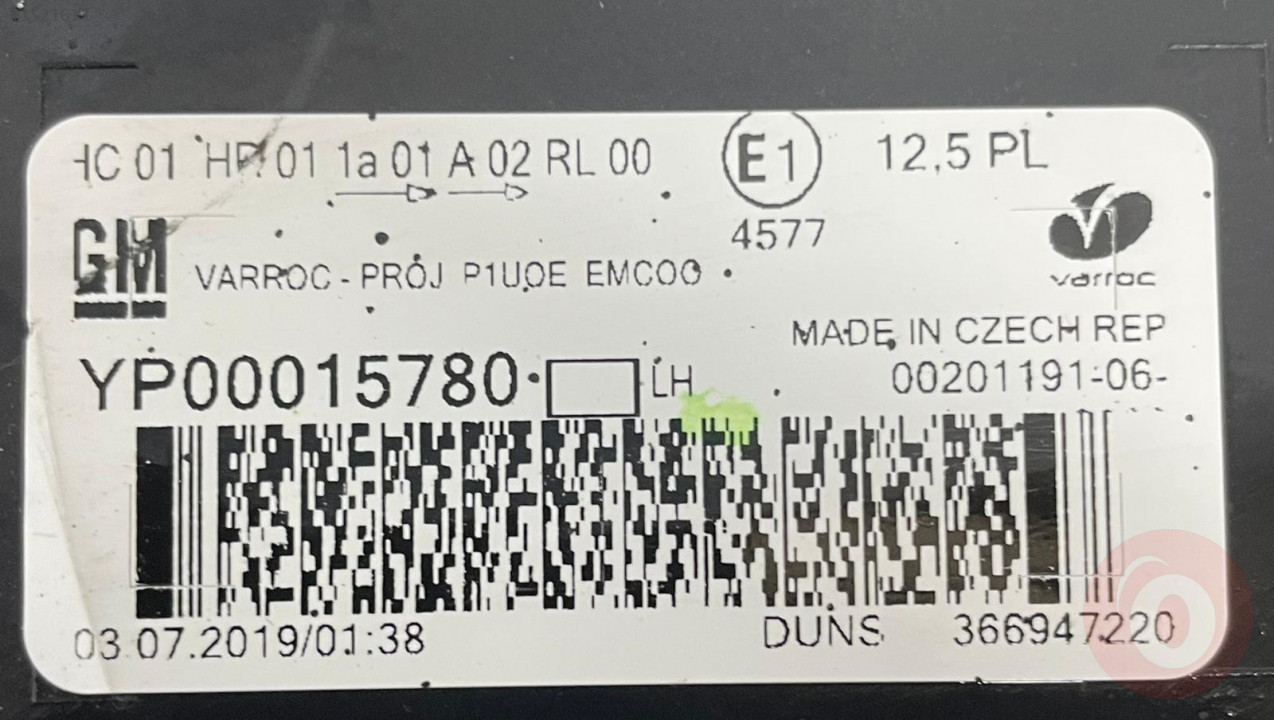 HC 01 HR 01 1a 01 A 02 RL 00
E1
12,5 PL
4577
GM
VARROC - PROJ P1UOE EMCOO
varroc
MADE IN CZECH REP
YP00015780 LH
00201191-06-
03.07.2019/01:38
DUNS 366947220